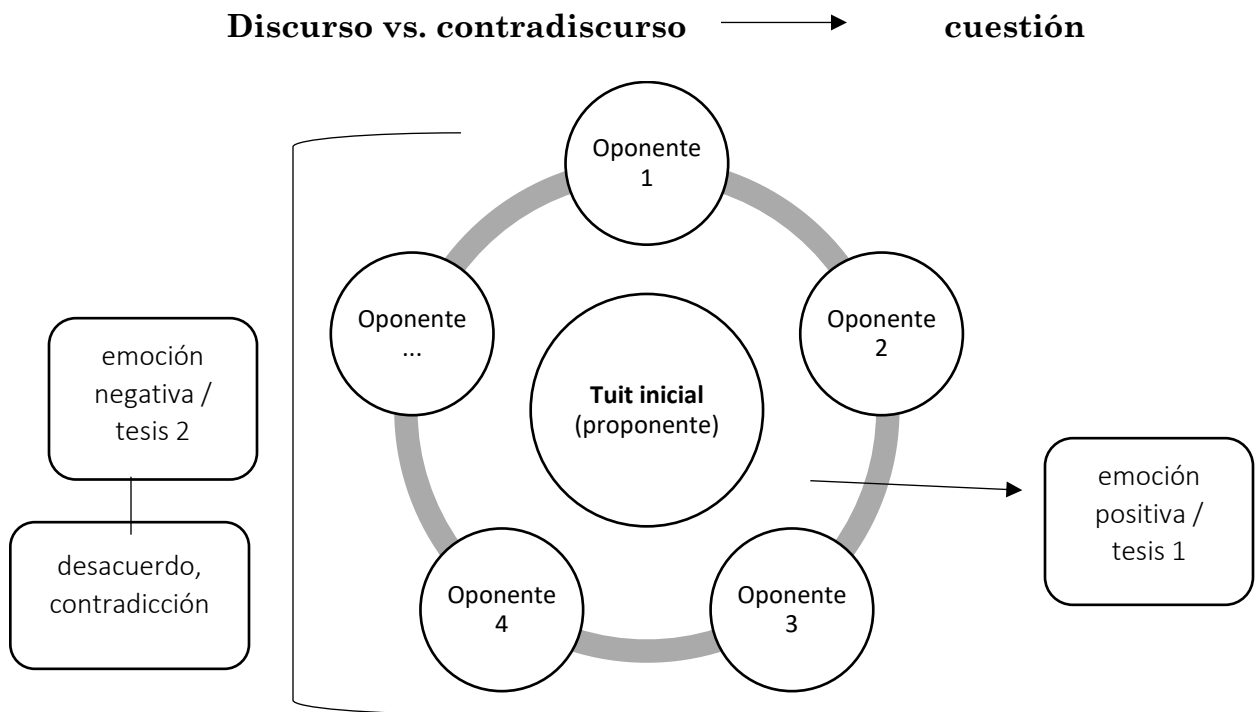 Discurso vs. contradiscurso cuestión
Oponente
1
Oponente
...
Oponente
2
emoción
negativa /
tesis 2
Tuit inicial
(proponente)
emoción
positiva /
tesis 1
desacuerdo,
contradicción
Oponente
4
Oponente
3